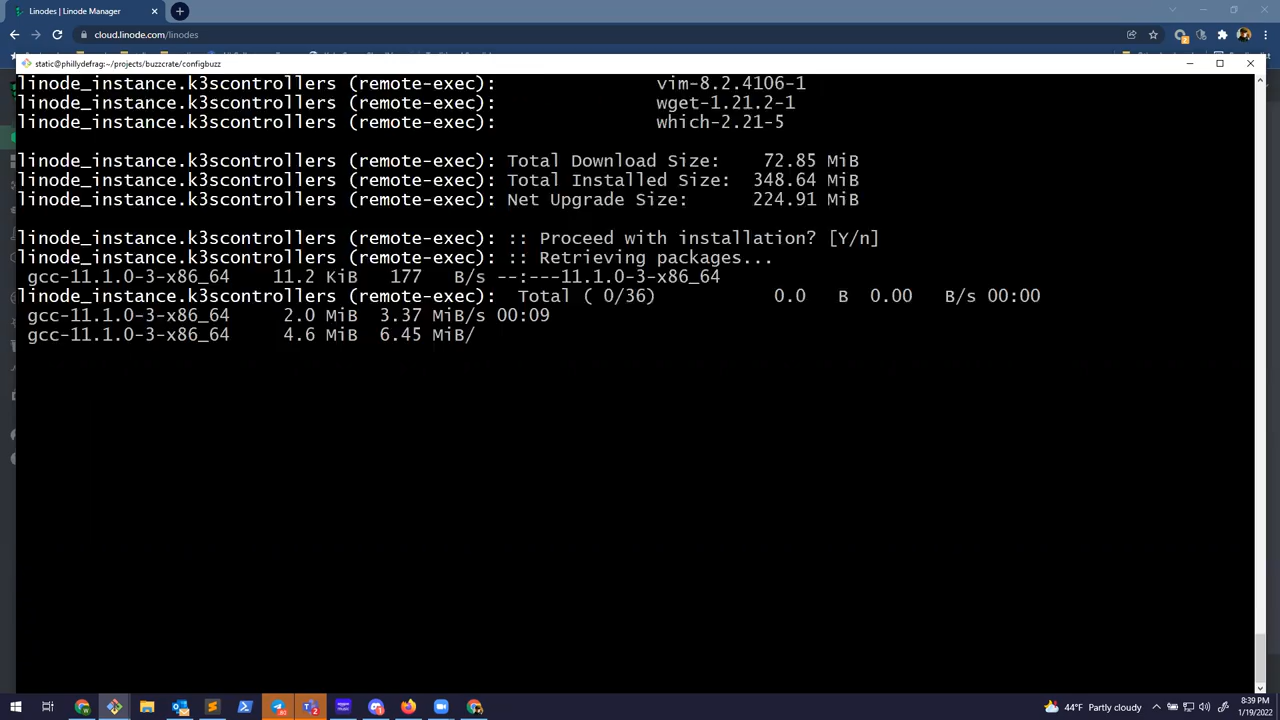 Linodes | Linode Manager
cloud.linode.com/linodes
static@phillydefrag:~/projects/buzzcrate/configbuzz
linode_instance.k3scontrollers (remote-exec): vim-8.2.4106-1
linode_instance.k3scontrollers (remote-exec): wget-1.21.2-1
linode_instance.k3scontrollers (remote-exec): which-2.21-5
linode_instance.k3scontrollers (remote-exec): Total Download Size: 72.85 MiB
linode_instance.k3scontrollers (remote-exec): Total Installed Size: 348.64 MiB
linode_instance.k3scontrollers (remote-exec): Net Upgrade Size: 224.91 MiB
linode_instance.k3scontrollers (remote-exec): :: Proceed with installation? [Y/n]
linode_instance.k3scontrollers (remote-exec): :: Retrieving packages...
gcc-11.1.0-3-x86_64 11.2 KiB 177 B/s --:---11.1.0-3-x86_64
linode_instance.k3scontrollers (remote-exec): Total ( 0/36) 0.0 B 0.00 B/s 00:00
gcc-11.1.0-3-x86_64 2.0 MiB 3.37 MiB/s 00:09
gcc-11.1.0-3-x86_64 4.6 MiB 6.45 MiB/
44°F Partly cloudy
8:39 PM
1/19/2022